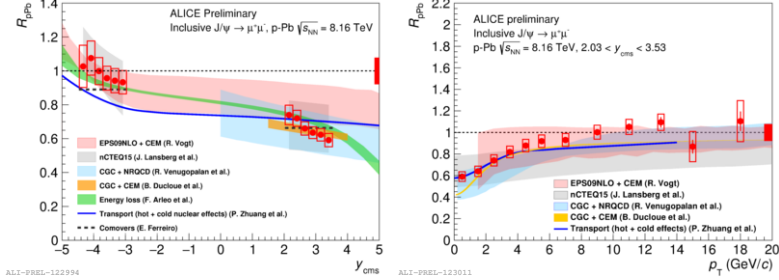 R_pPb
1.4
1.2
1
0.8
0.6
0.4
0.2
0
ALICE Preliminary
Inclusive J/ψ → μ⁺μ⁻, p-Pb √s_NN = 8.16 TeV
EPS09NLO + CEM (R. Vogt)
nCTEQ15 (J. Lansberg et al.)
CGC + NRQCD (R. Venugopalan et al.)
CGC + CEM (B. Ducloue et al.)
Energy loss (F. Arleo et al.)
Transport (hot + cold nuclear effects) (P. Zhuang et al.)
Comovers (E. Ferreiro)
-5 -4 -3 -2 -1 0 1 2 3 4 5
y_cms
ALI-PREL-122994
R_pPb
2.2
2
1.8
1.6
1.4
1.2
1
0.8
0.6
0.4
0.2
0
ALICE preliminary
Inclusive J/ψ → μ⁺μ⁻
p-Pb √s_NN = 8.16 TeV, 2.03 < y_cms < 3.53
EPS09NLO + CEM (R. Vogt)
nCTEQ15 (J. Lansberg et al.)
CGC + NRQCD (R. Venugopalan et al.)
CGC + CEM (B. Ducloue et al.)
Transport (hot + cold effects) (P. Zhuang et al.)
0 2 4 6 8 10 12 14 16 18 20
p_T (GeV/c)
ALI-PREL-123011